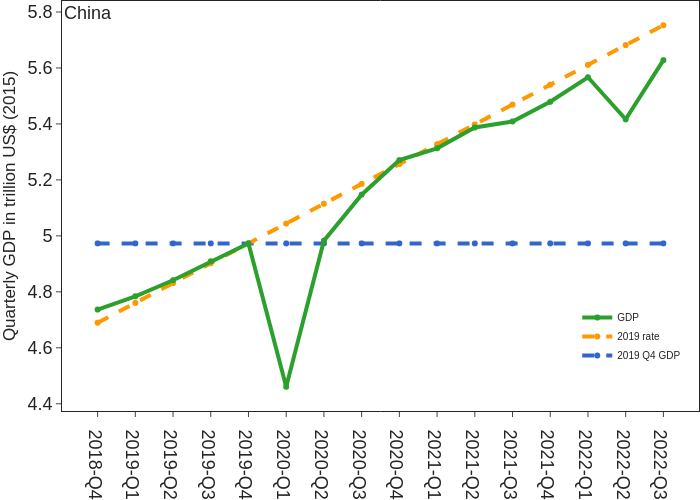 China
Quarterly GDP in trillion US$ (2015)
5.8
5.6
5.4
5.2
5
4.8
4.6
4.4
GDP
2019 rate
2019 Q4 GDP
2018-Q4
2019-Q1
2019-Q2
2019-Q3
2019-Q4
2020-Q1
2020-Q2
2020-Q3
2020-Q4
2021-Q1
2021-Q2
2021-Q3
2021-Q4
2022-Q1
2022-Q2
2022-Q3